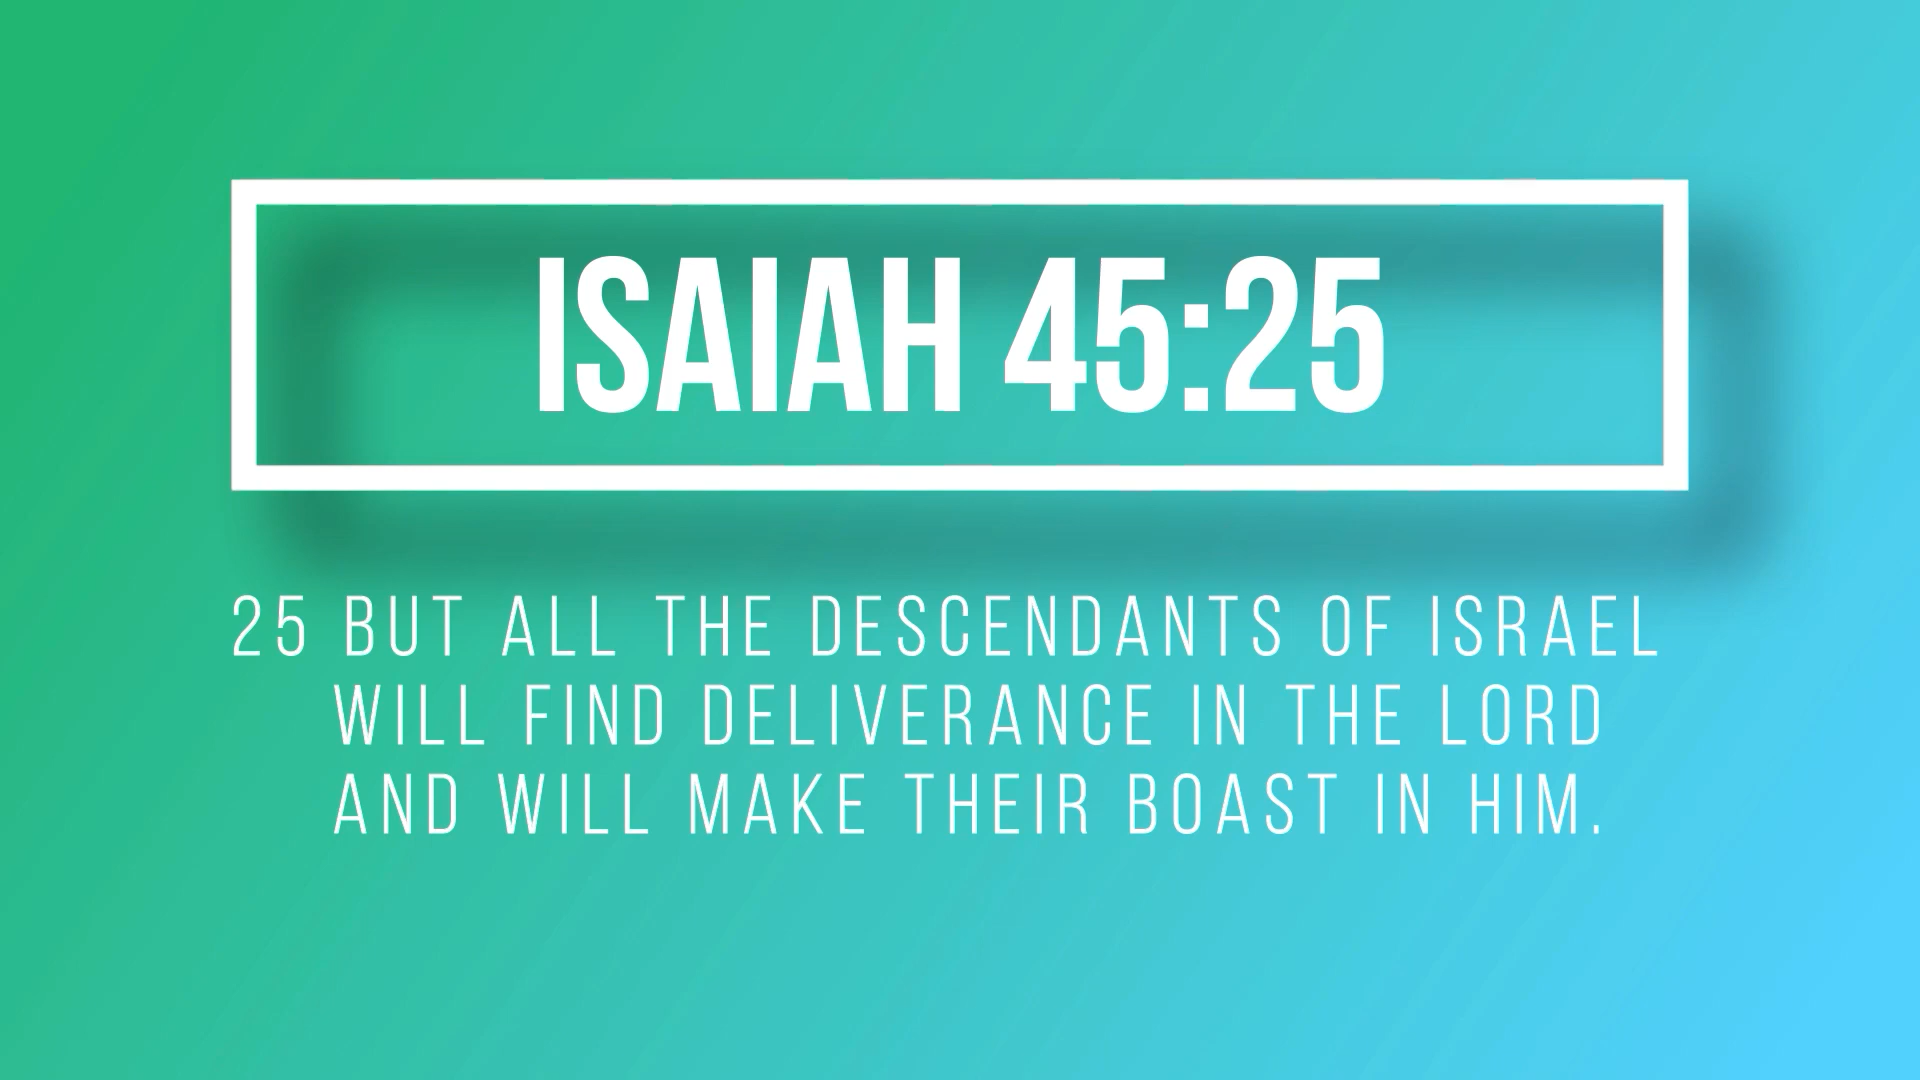 ISAIAH 45:25
25 BUT ALL THE DESCENDANTS OF ISRAEL
WILL FIND DELIVERANCE IN THE LORD
AND WILL MAKE THEIR BOAST IN HIM.